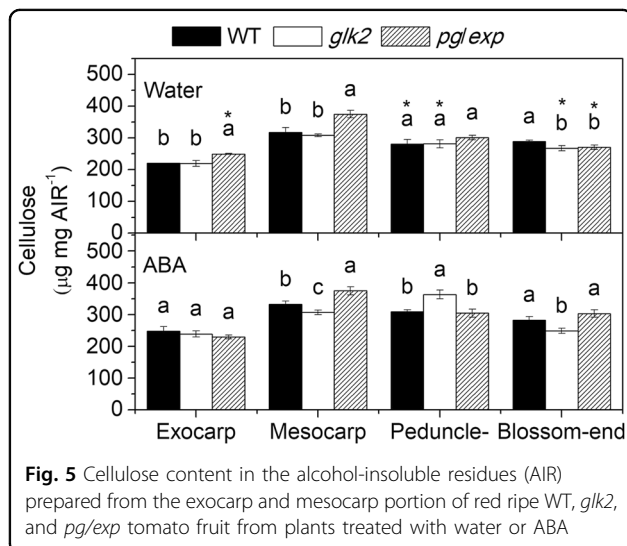 WT glk2 pg/exp
Water
* * * * *
b b a b b a a a a a b b
500
400
300
200
100
0
ABA
a a a b c a b a b a b a
500
400
300
200
100
0
Cellulose
(µg mg AIR⁻¹)
Exocarp Mesocarp Peduncle- Blossom-end
Fig. 5 Cellulose content in the alcohol-insoluble residues (AIR)
prepared from the exocarp and mesocarp portion of red ripe WT, glk2,
and pg/exp tomato fruit from plants treated with water or ABA